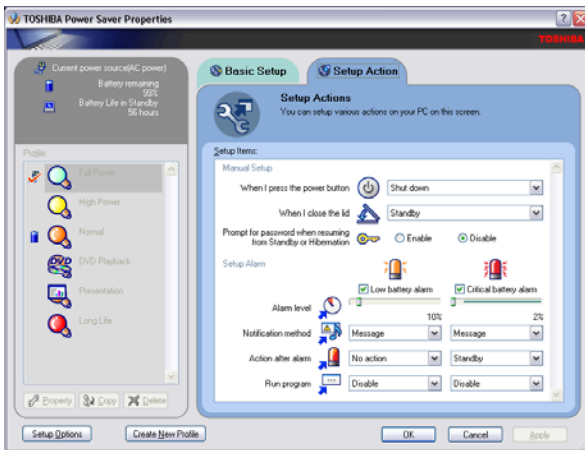 TOSHIBA Power Saver Properties
TOSHIBA
Current power source(AC power)
Battery remaining
99%
Battery Life in Standby
56 hours
Profile:
Full Power
High Power
Normal
DVD
DVD Playback
Presentation
Long Life
Property
Copy
Delete
Setup Options
Create New Profile
Basic Setup
Setup Action
Setup Actions
You can setup various actions on your PC on this screen.
Setup Items:
Manual Setup
When I press the power button
Shut down
When I close the lid
Standby
Prompt for password when resuming
from Standby or Hibernation
Enable
Disable
Setup Alarm
Low battery alarm
Critical battery alarm
Alarm level
10%
2%
Notification method
Message
Message
Action after alarm
No action
Standby
Run program
Disable
Disable
OK
Cancel
Apply